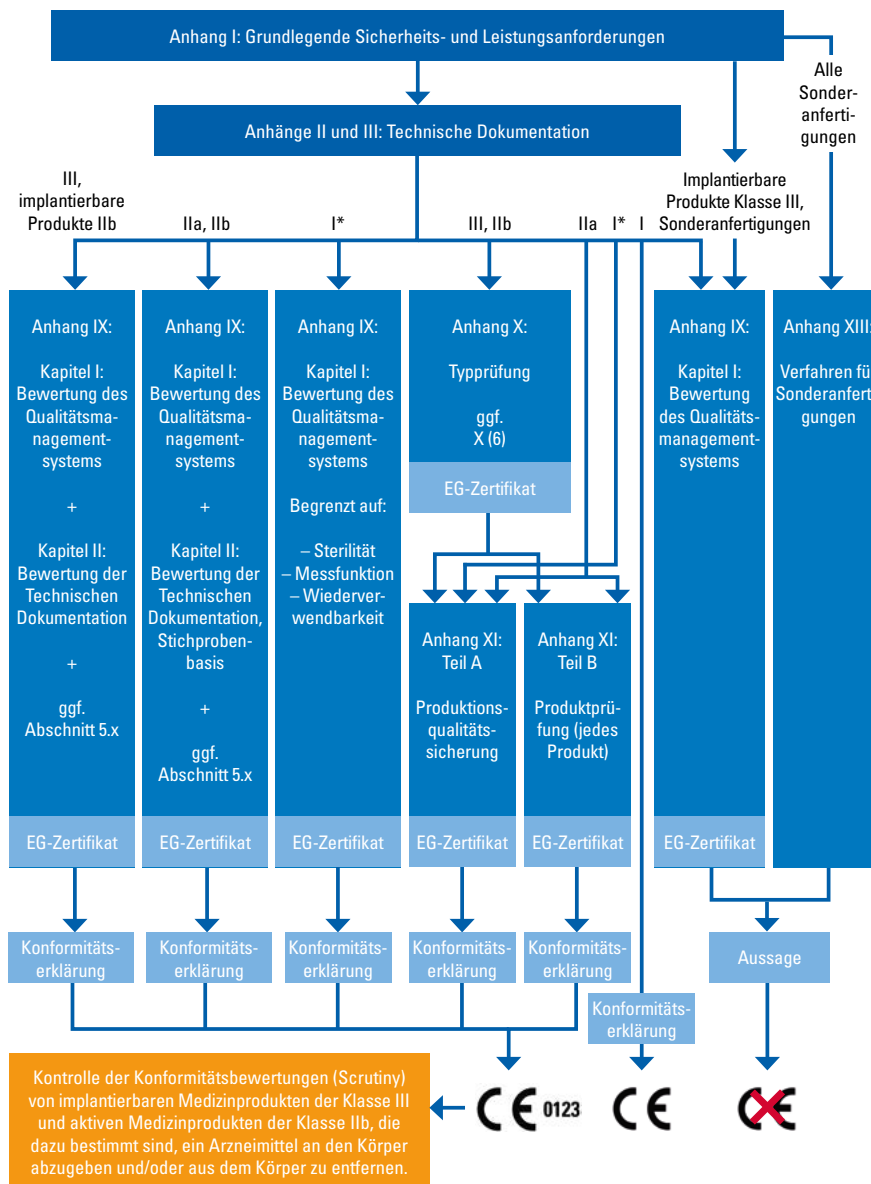 Anhang I: Grundlegende Sicherheits- und Leistungsanforderungen
Alle
Sonder-
anferti-
gungen
Anhänge II und III: Technische Dokumentation
III,
implantierbare
Produkte IIb
IIa, IIb
I*
III, IIb
IIa
I*
I
Implantierbare
Produkte Klasse III,
Sonderanfertigungen
Anhang IX:
Kapitel I:
Bewertung des
Qualitätsma-
nagement-
systems
+
Kapitel II:
Bewertung der
Technischen
Dokumentation
+
ggf.
Abschnitt 5.x
EG-Zertifikat
Anhang IX:
Kapitel I:
Bewertung des
Qualitätsma-
nagement-
systems
+
Kapitel II:
Bewertung der
Technischen
Dokumentation,
Stichproben-
basis
+
ggf.
Abschnitt 5.x
EG-Zertifikat
Anhang IX:
Kapitel I:
Bewertung des
Qualitätsma-
nagement-
systems
Begrenzt auf:
– Sterilität
– Messfunktion
– Wiederver-
wendbarkeit
EG-Zertifikat
Anhang X:
Typprüfung
ggf.
X (6)
EG-Zertifikat
Anhang XI:
Teil A
Produktions-
qualitäts-
sicherung
EG-Zertifikat
Anhang XI:
Teil B
Produktprü-
fung (jedes
Produkt)
EG-Zertifikat
Anhang IX:
Kapitel I:
Bewertung
des Qualitäts-
management-
systems
EG-Zertifikat
Anhang XIII:
Verfahren für
Sonderanferti-
gungen
Konformitäts-
erklärung
Konformitäts-
erklärung
Konformitäts-
erklärung
Konformitäts-
erklärung
Konformitäts-
erklärung
Aussage
Konformitäts-
erklärung
Kontrolle der Konformitätsbewertungen (Scrutiny)
von implantierbaren Medizinprodukten der Klasse III
und aktiven Medizinprodukten der Klasse IIb, die
dazu bestimmt sind, ein Arzneimittel an den Körper
abzugeben und/oder aus dem Körper zu entfernen.
CE 0123
CE
CE